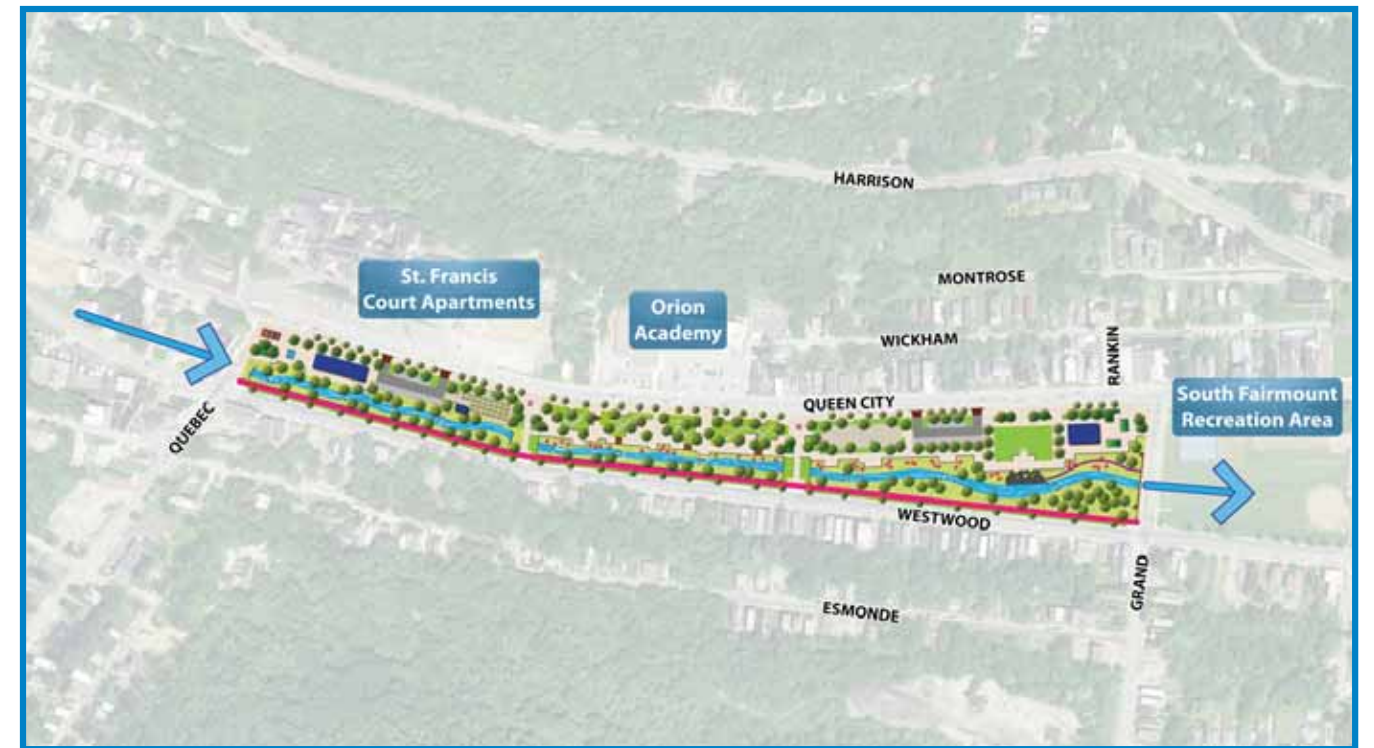 HARRISON
MONTROSE
St. Francis
Court Apartments
Orion
Academy
WICKHAM
RANKIN
QUEEN CITY
South Fairmount
Recreation Area
QUEBEC
WESTWOOD
GRAND
ESMONDE